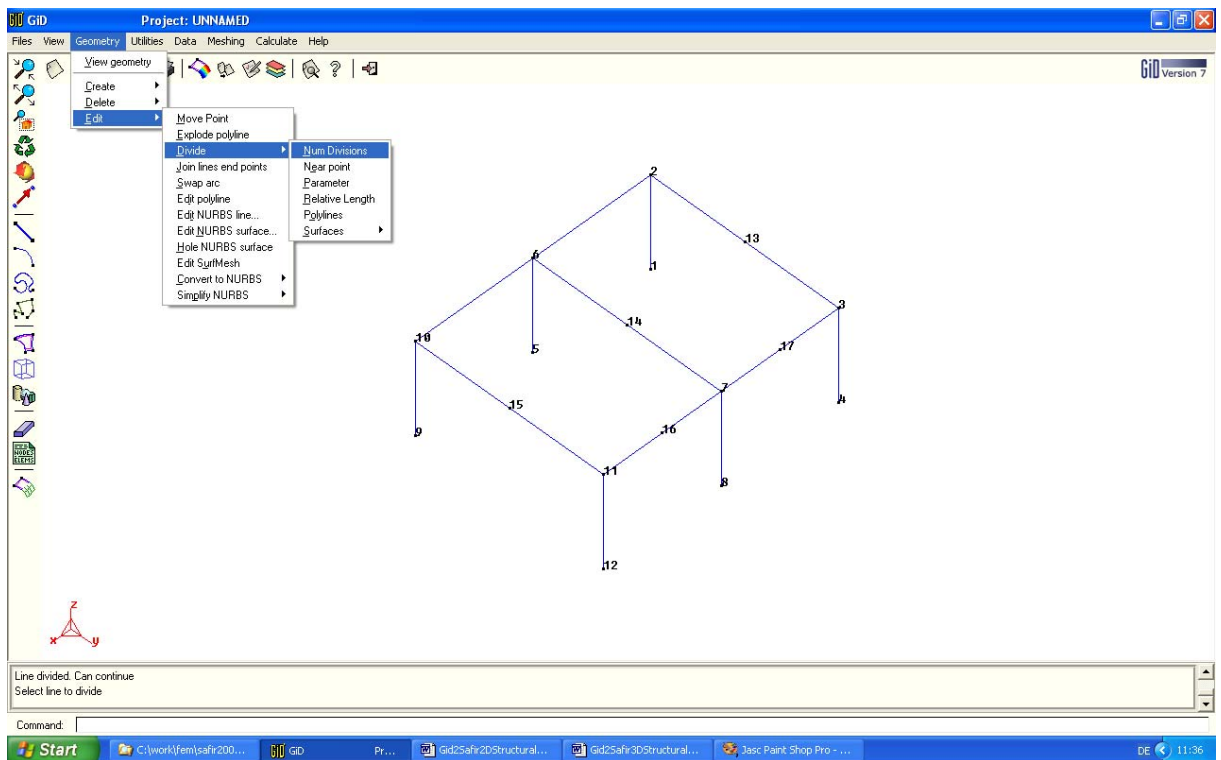 GiD GiD Project: UNNAMED
Files View Geometry Utilities Data Meshing Calculate Help
View geometry
Create
Delete
Edit
Move Point
Explode polyline
Divide
Join lines end points
Swap arc
Edit polyline
Edit NURBS line...
Edit NURBS surface...
Hole NURBS surface
Edit SurfMesh
Convert to NURBS
Simplify NURBS
Num Divisions
Near point
Parameter
Relative Length
Polylines
Surfaces
GiD Version 7
NODES
ELEMS
2
13
6
1
3
14
10
17
5
7
15
4
9
16
11
8
12
z
x
y
Line divided. Can continue
Select line to divide
Command:
Start C:\work\fem\safir200... GiD GiD Pr... Gid2Safir2DStructural... Gid2Safir3DStructural... Jasc Paint Shop Pro - ... DE 11:36